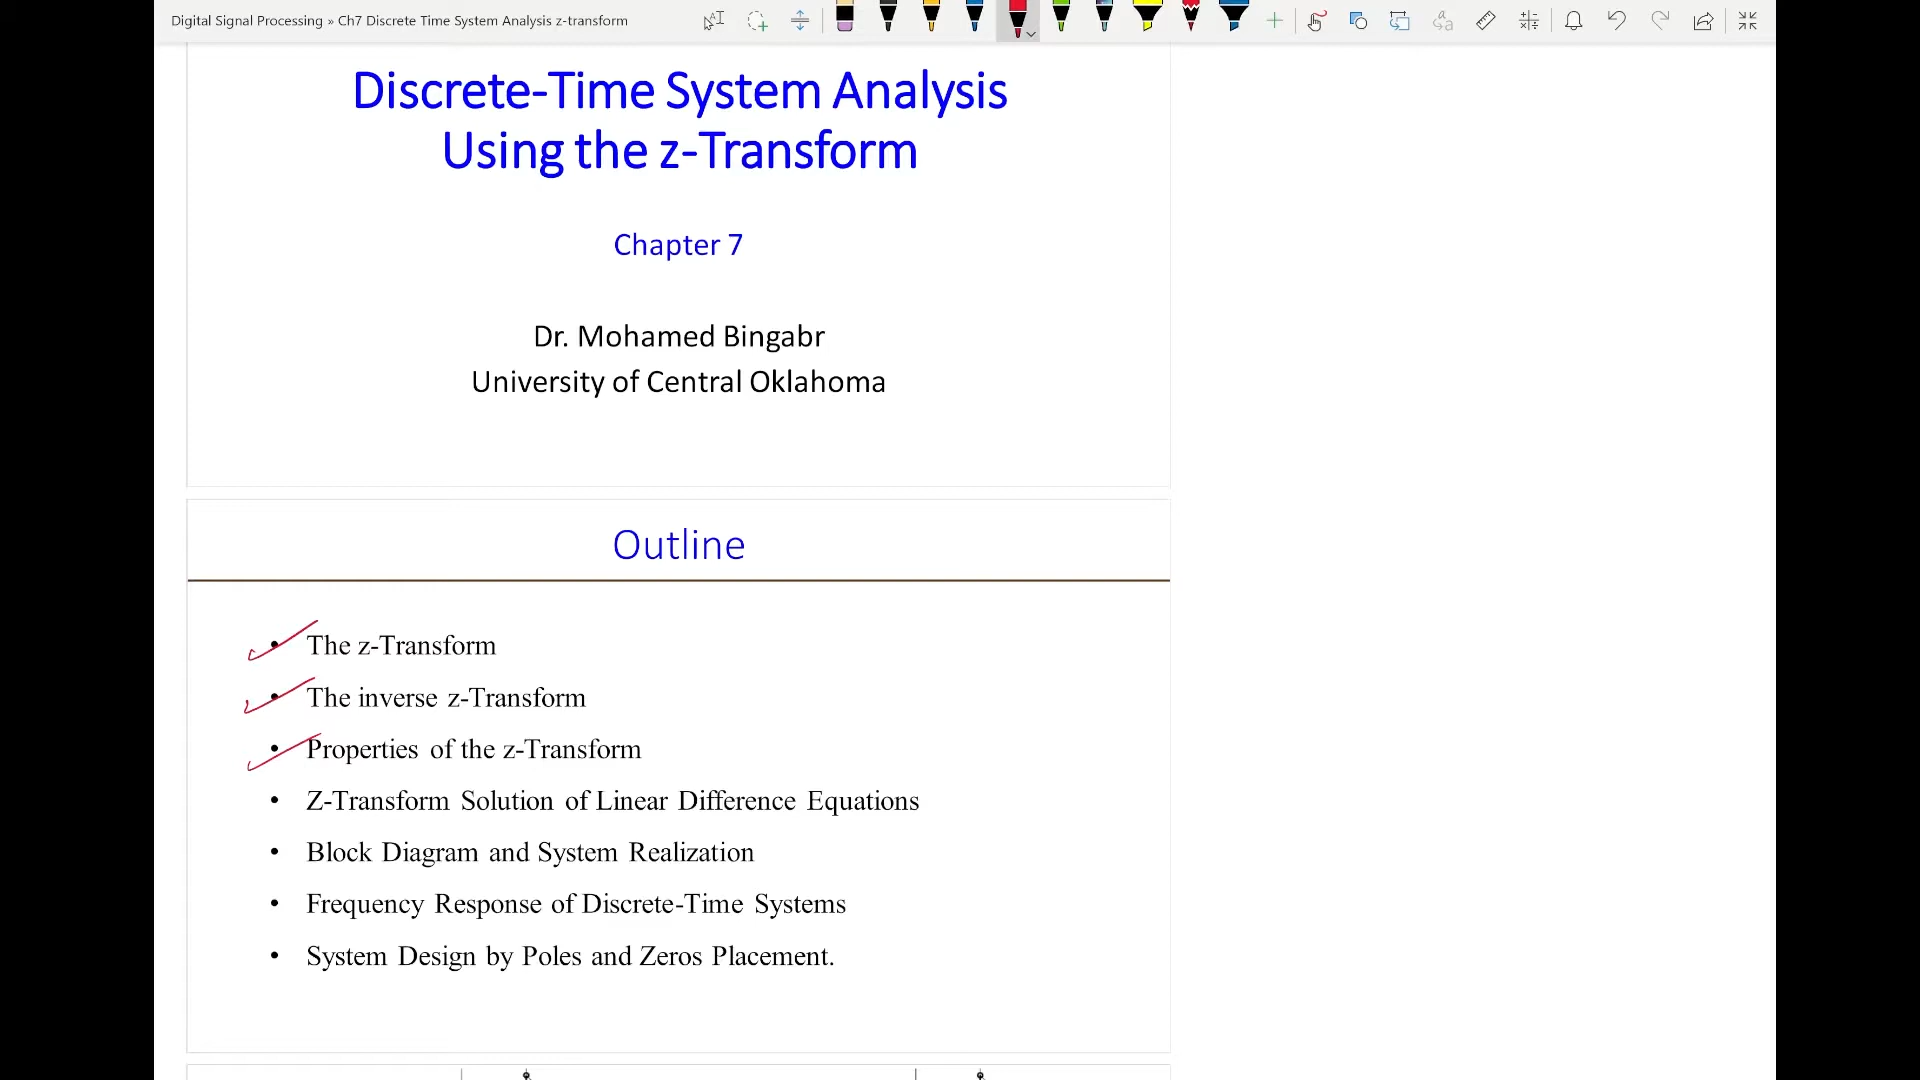 Digital Signal Processing » Ch7 Discrete Time System Analysis z-transform
Discrete-Time System Analysis
Using the z-Transform
Chapter 7
Dr. Mohamed Bingabr
University of Central Oklahoma
Outline
• The z-Transform
• The inverse z-Transform
• Properties of the z-Transform
• Z-Transform Solution of Linear Difference Equations
• Block Diagram and System Realization
• Frequency Response of Discrete-Time Systems
• System Design by Poles and Zeros Placement.